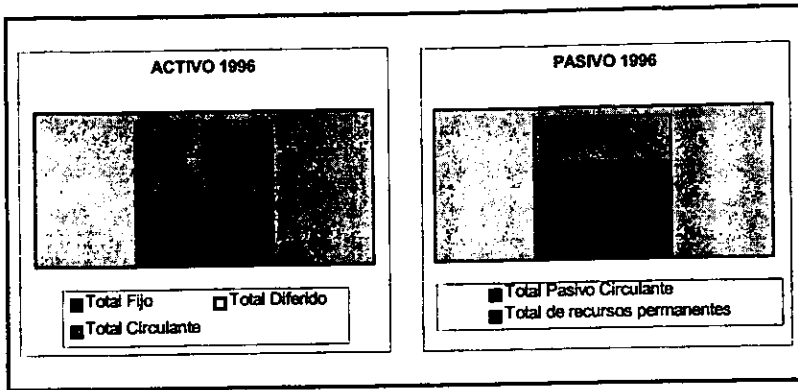 ACTIVO 1996
Total Fijo
Total Diferido
Total Circulante
PASIVO 1996
Total Pasivo Circulante
Total de recursos permanentes